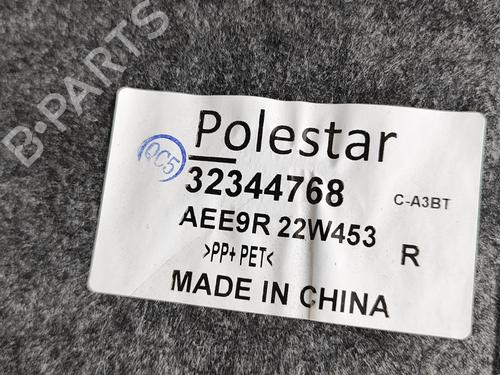 B-PARTS
Polestar
QC5
32344768
C-A3BT
AEE9R 22W453
R
>PP+ PET<
MADE IN CHINA